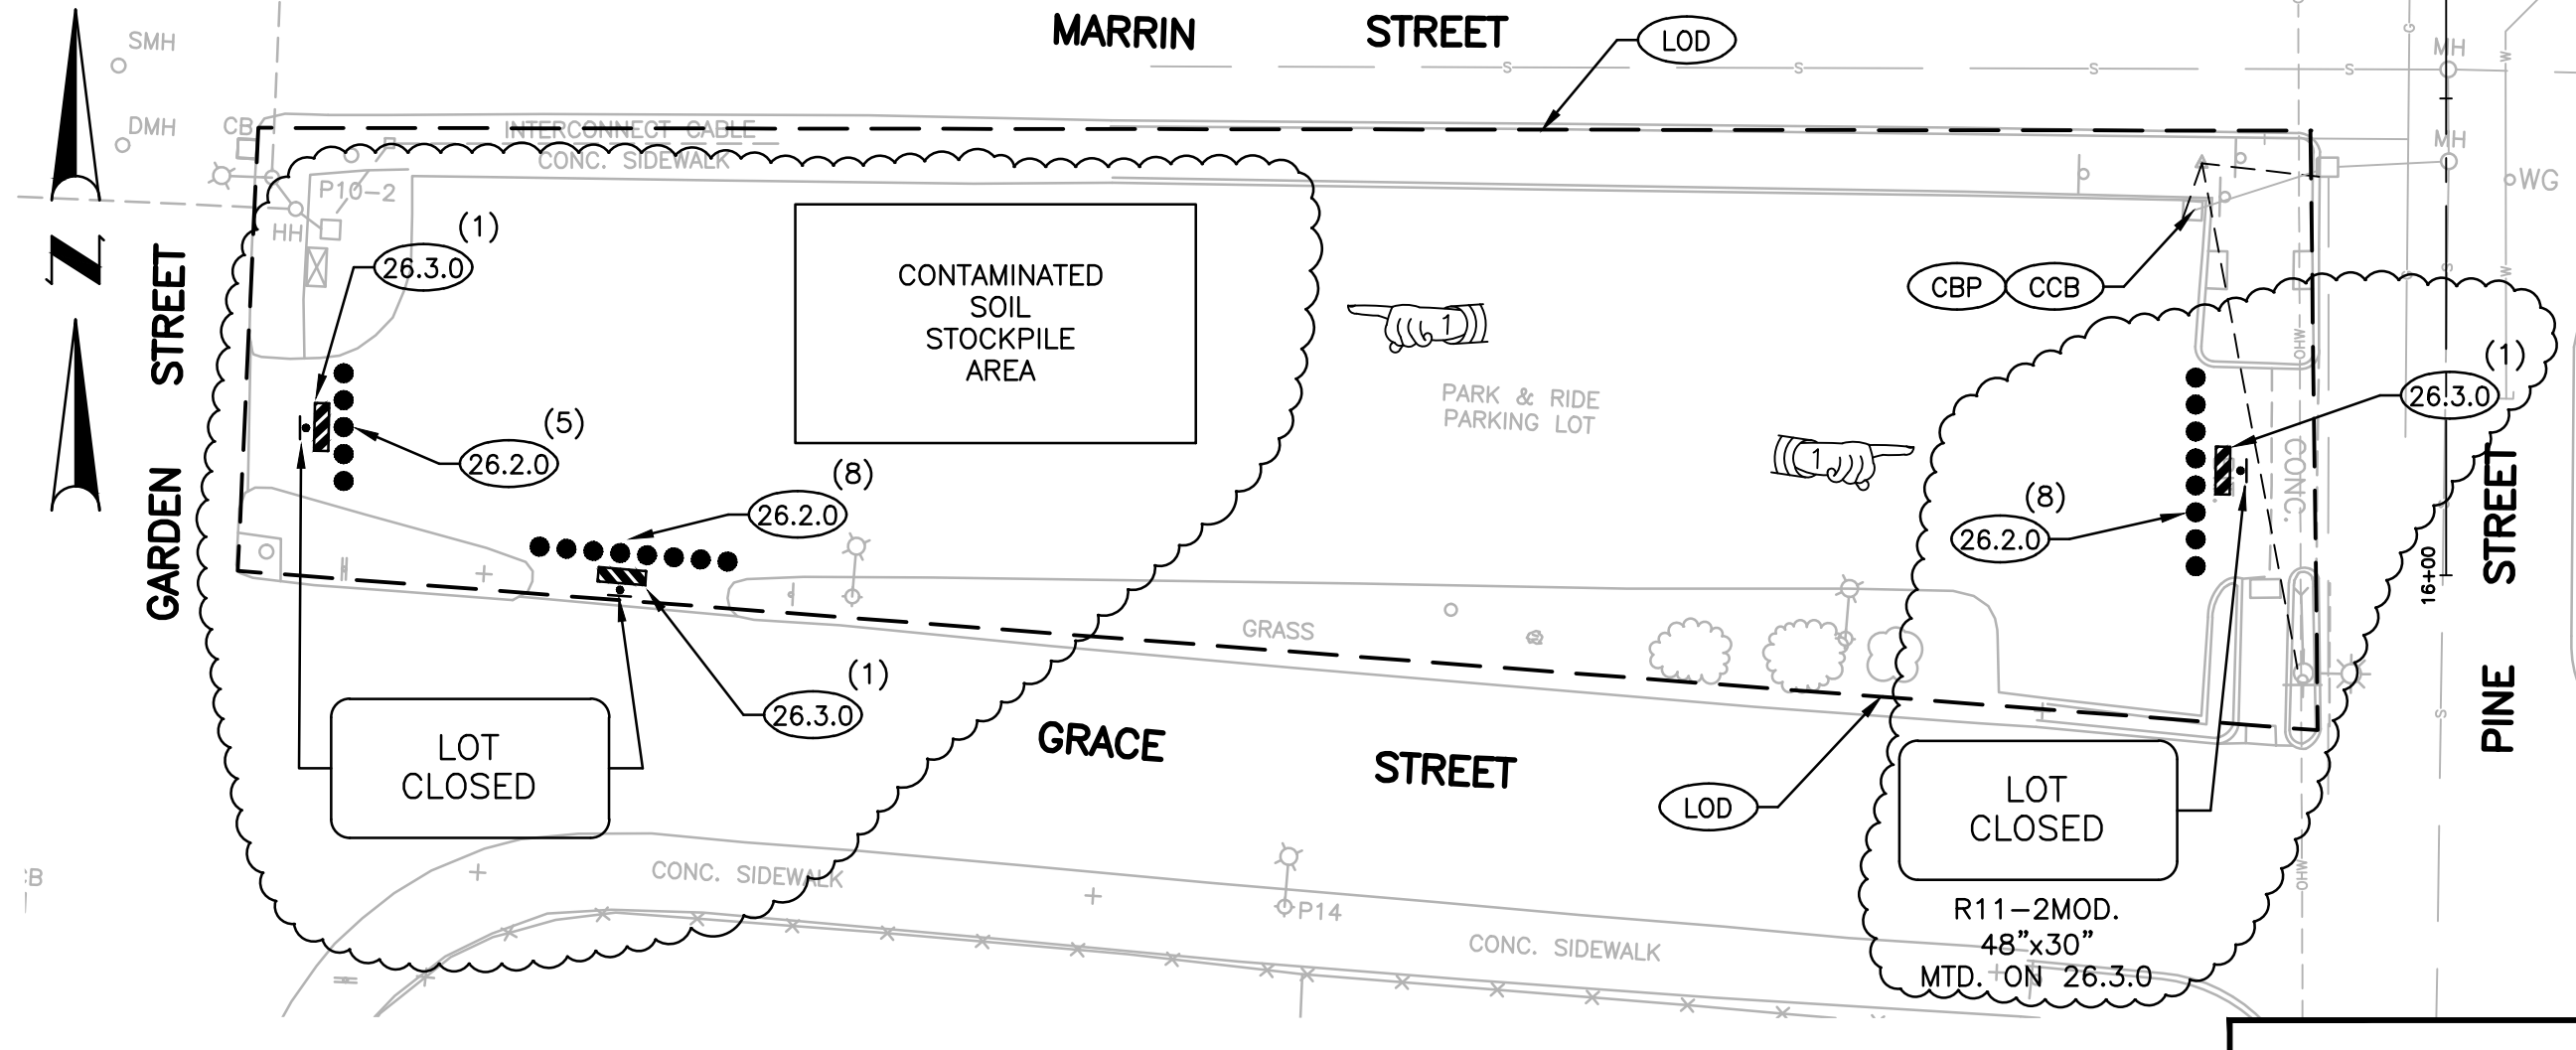 MARRIN STREET
LOD
SMH
DMH
CB
INTERCONNECT CABLE
CONC. SIDEWALK
P10-2
HH
MH
MH
WG
S
S
S
S
G
W
N
GARDEN STREET
(1)
26.3.0
CONTAMINATED
SOIL
STOCKPILE
AREA
1
CBP
CCB
PARK & RIDE
PARKING LOT
1
(1)
26.3.0
(5)
26.2.0
(8)
26.2.0
(8)
26.2.0
OHW
CONC.
G
S
W
16+00
PINE STREET
GRASS
(1)
26.3.0
LOT
CLOSED
GRACE STREET
LOD
LOT
CLOSED
R11-2MOD.
48"x30"
MTD. ON 26.3.0
CONC. SIDEWALK
P14
CONC. SIDEWALK
OHW
S